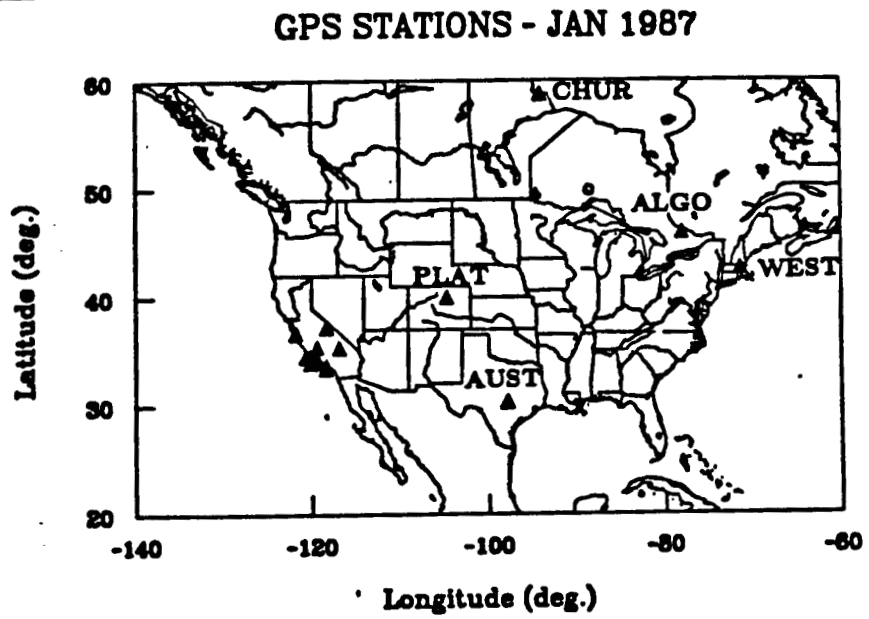 GPS STATIONS - JAN 1987
60
CHUR
50
ALGO
WEST
PLAT
40
AUST
30
20
-140
-120
-100
-80
-60
Latitude (deg.)
Longitude (deg.)